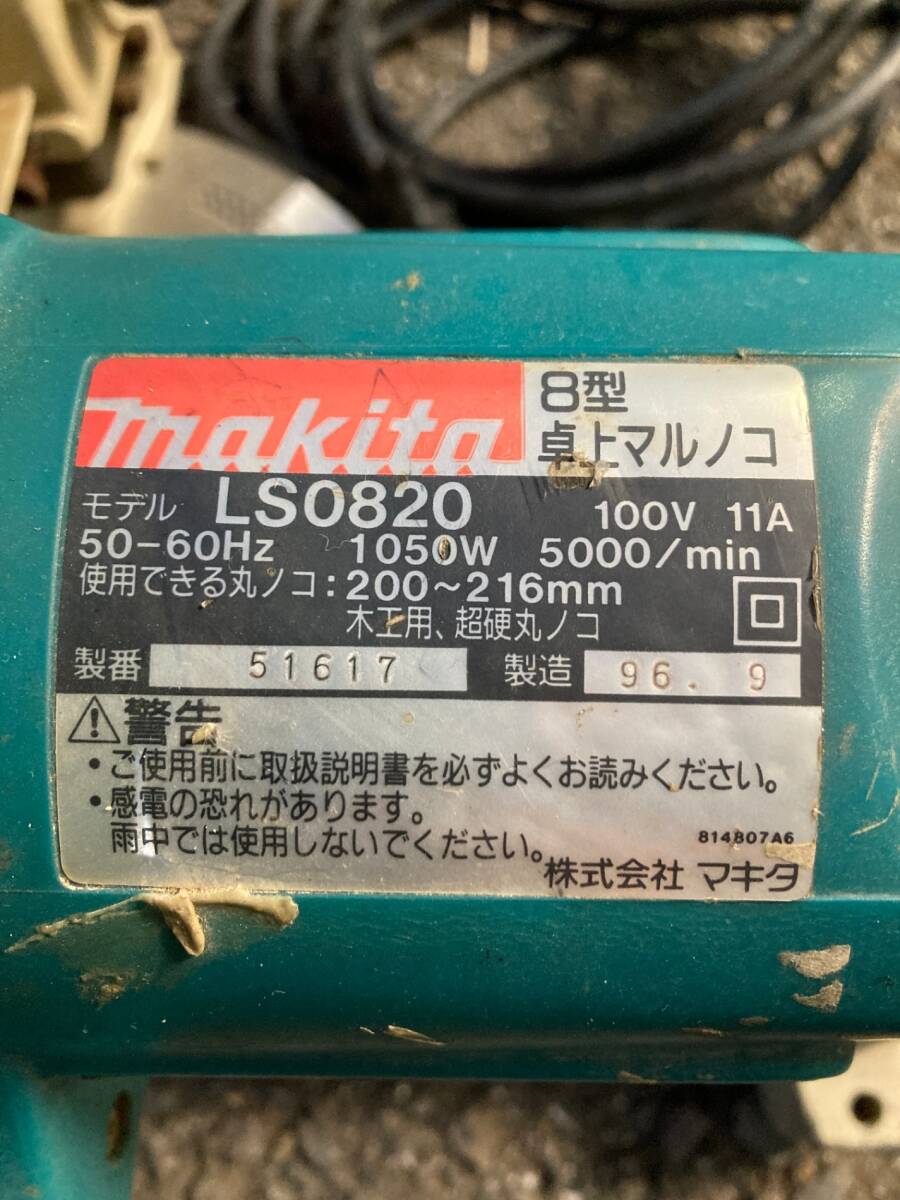 makita
8型
卓上マルノコ
モデル LS0820 100V 11A
50-60Hz 1050W 5000/min
使用できる丸ノコ:200~216mm
木工用、超硬丸ノコ
製番 51617 製造 96. 9
警告
・ご使用前に取扱説明書を必ずよくお読みください。
・感電の恐れがあります。
雨中では使用しないでください。
814807A6
株式会社 マキタ